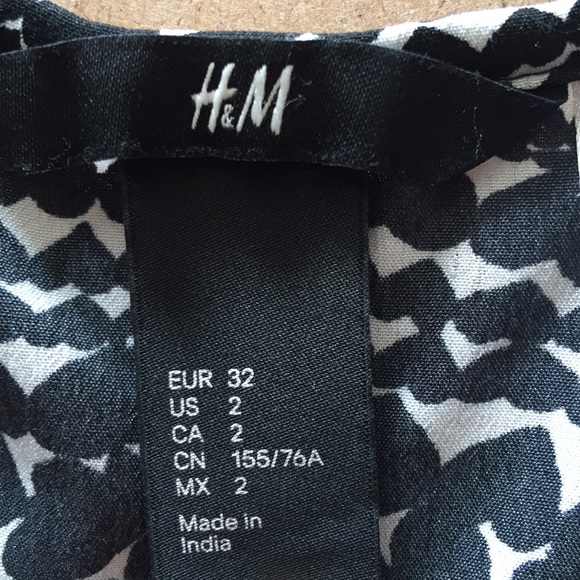 H&M
EUR 32
US 2
CA 2
CN 155/76A
MX 2
Made in
India